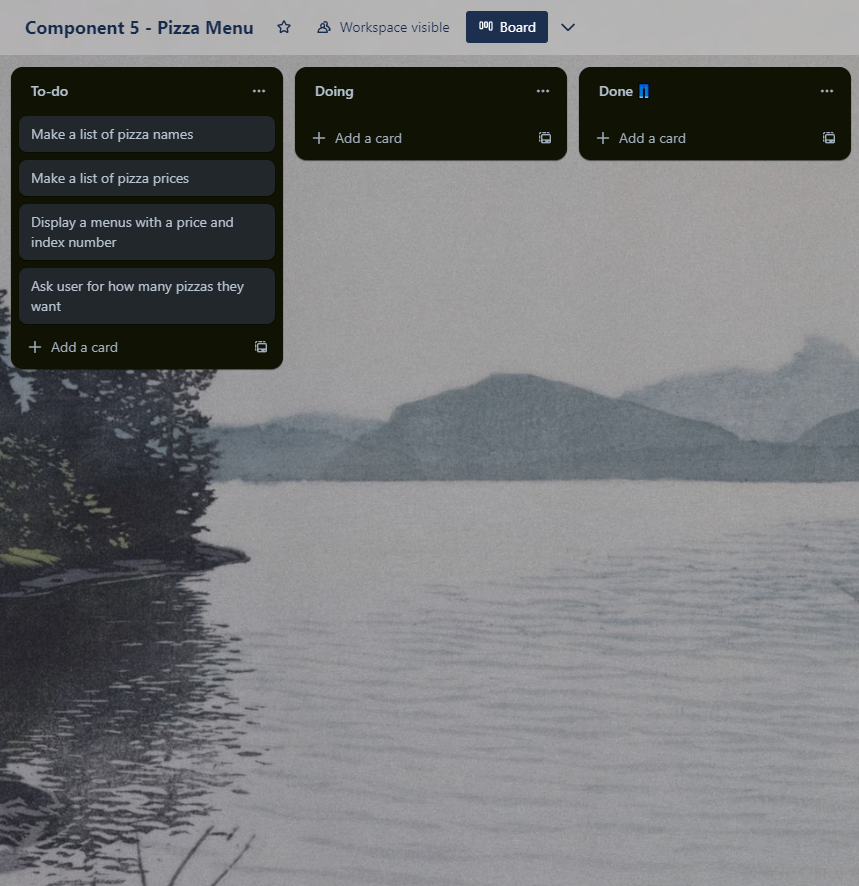 Component 5 - Pizza Menu
Workspace visible
Board
To-do
Make a list of pizza names
Make a list of pizza prices
Display a menus with a price and
index number
Ask user for how many pizzas they
want
Add a card
Doing
Add a card
Done 👖
Add a card